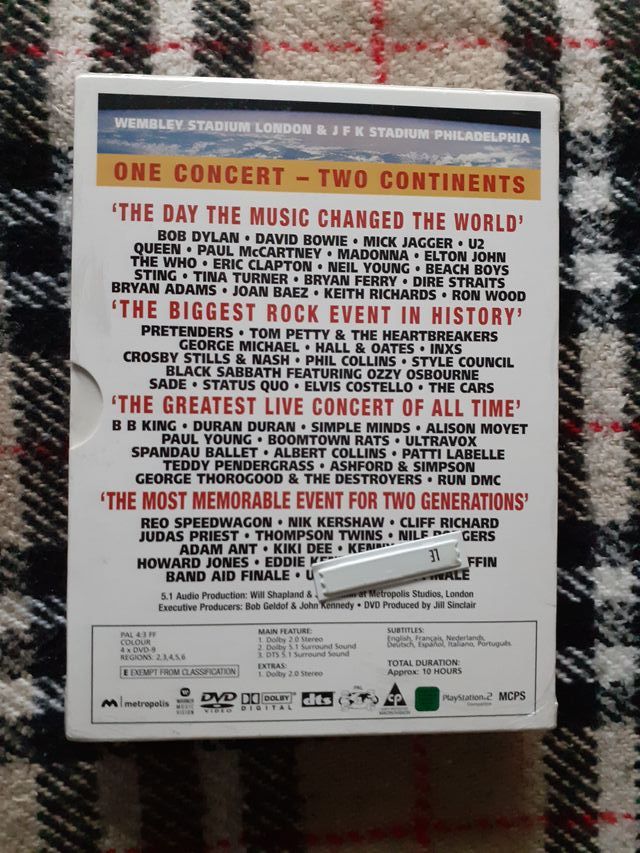 WEMBLEY STADIUM LONDON & J F K STADIUM PHILADELPHIA
ONE CONCERT – TWO CONTINENTS
'THE DAY THE MUSIC CHANGED THE WORLD'
BOB DYLAN • DAVID BOWIE • MICK JAGGER • U2
QUEEN • PAUL McCARTNEY • MADONNA • ELTON JOHN
THE WHO • ERIC CLAPTON • NEIL YOUNG • BEACH BOYS
STING • TINA TURNER • BRYAN FERRY • DIRE STRAITS
BRYAN ADAMS • JOAN BAEZ • KEITH RICHARDS • RON WOOD
'THE BIGGEST ROCK EVENT IN HISTORY'
PRETENDERS • TOM PETTY & THE HEARTBREAKERS
GEORGE MICHAEL • HALL & OATES • INXS
CROSBY STILLS & NASH • PHIL COLLINS • STYLE COUNCIL
BLACK SABBATH FEATURING OZZY OSBOURNE
SADE • STATUS QUO • ELVIS COSTELLO • THE CARS
'THE GREATEST LIVE CONCERT OF ALL TIME'
B B KING • DURAN DURAN • SIMPLE MINDS • ALISON MOYET
PAUL YOUNG • BOOMTOWN RATS • ULTRAVOX
SPANDAU BALLET • ALBERT COLLINS • PATTI LABELLE
TEDDY PENDERGRASS • ASHFORD & SIMPSON
GEORGE THOROGOOD & THE DESTROYERS • RUN DMC
'THE MOST MEMORABLE EVENT FOR TWO GENERATIONS'
REO SPEEDWAGON • NIK KERSHAW • CLIFF RICHARD
JUDAS PRIEST • THOMPSON TWINS • NILE
ADAM ANT • KIKI DEE •
HOWARD JONES • EDDIE
BAND AID FINALE •
31
5.1 Audio Production: Will Shapland & at Metropolis Studios, London
Executive Producers: Bob Geldof & John Kennedy • DVD Produced by Jill Sinclair
PAL 4:3 FF
COLOUR
4 x DVD-9
REGIONS: 2,3,4,5,6
E EXEMPT FROM CLASSIFICATION
MAIN FEATURE:
1. Dolby 2.0 Stereo
2. Dolby 5.1 Surround Sound
3. DTS 5.1 Surround Sound
EXTRAS:
1. Dolby 2.0 Stereo
SUBTITLES:
English, Français, Nederlands,
Deutsch, Español, Italiano, Português.
TOTAL DURATION:
Approx: 10 HOURS
metropolis
WARNER MUSIC VISION
DVD VIDEO
DOLBY DIGITAL
dts
PAL
PlayStation 2
MCPS